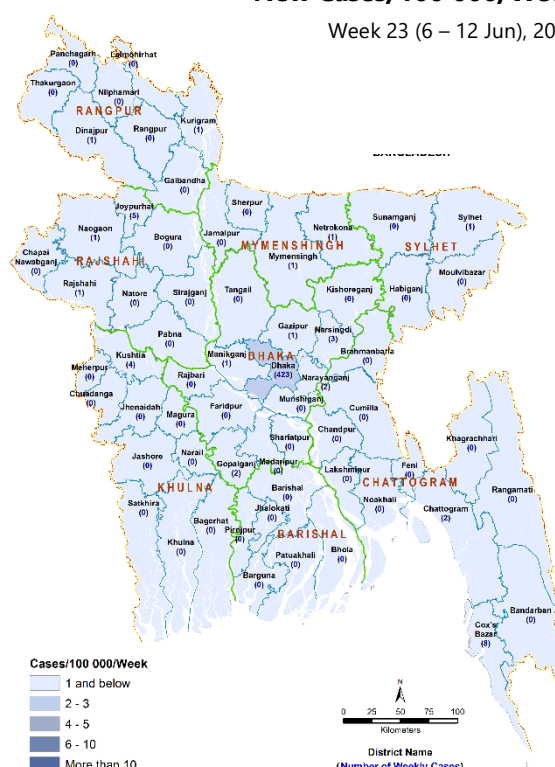 Week 23 (6 – 12 Jun), 20
Panchagarh
(0)
Lalmonirhat
(0)
Thakurgaon
(0)
Nilphamari
(0)
RANGPUR
Kurigram
(1)
Dinajpur
(1)
Rangpur
(0)
Gaibandha
(0)
Joypurhat
(5)
Sherpur
(0)
Naogaon
(1)
Bogura
(0)
Jamalpur
(0)
Netrokona
(1)
Sunamganj
(0)
Sylhet
(1)
MYMENSINGH
SYLHET
Mymensingh
(1)
Chapai
Nawabganj
(0)
RAJSHAHI
Moulvibazar
(0)
Rajshahi
(1)
Natore
(0)
Sirajganj
(0)
Tangail
(0)
Kishoreganj
(0)
Habiganj
(0)
Pabna
(0)
Gazipur
(1)
Narsingdi
(3)
Kushtia
(4)
Manikganj
(1)
DHAKA
Dhaka
(423)
Brahmanbaria
(0)
Meherpur
(0)
Rajbari
(0)
Narayanganj
(2)
Chuadanga
(0)
Jhenaidah
(0)
Magura
(0)
Faridpur
(0)
Munshiganj
(0)
Cumilla
(0)
Chandpur
(0)
Khagrachhari
(0)
Jashore
(0)
Narail
(0)
Shariatpur
(0)
Gopalganj
(2)
Madaripur
(0)
Lakshmipur
(0)
Feni
(0)
Rangamati
(0)
KHULNA
Barishal
(0)
CHATTOGRAM
Noakhali
(0)
Chattogram
(2)
Satkhira
(0)
Bagerhat
(0)
Jhalokati
(0)
Pirojpur
(0)
BARISHAL
Khulna
(0)
Patuakhali
(0)
Bhola
(0)
Barguna
(0)
Bandarban
(0)
Cox's
Bazar
(8)
Cases/100 000/Week
1 and below
2 - 3
4 - 5
6 - 10
More than 10
N
0 25 50 75 100
Kilometers
District Name
(Number of Weekly Cases)